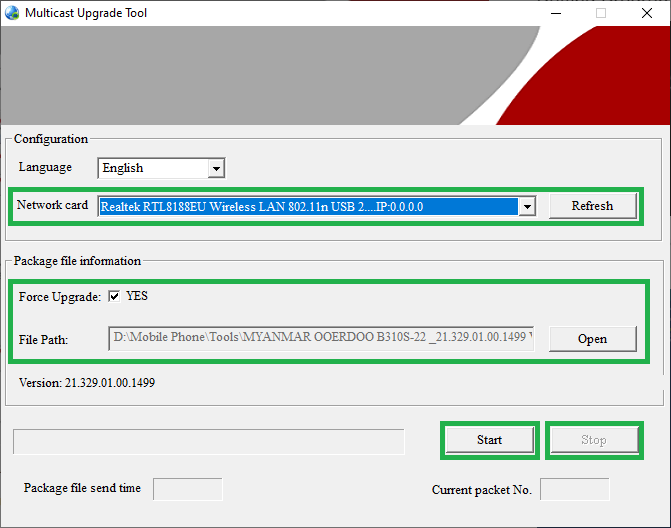 Multicast Upgrade Tool
Configuration
Language English
Network card Realtek RTL8188EU Wireless LAN 802.11n USB 2....IP:0.0.0.0 Refresh
Package file information
Force Upgrade: YES
File Path: D:\Mobile Phone\Tools\MYANMAR OOERDOO B310S-22 _21.329.01.00.1499 Open
Version: 21.329.01.00.1499
Start Stop
Package file send time Current packet No.